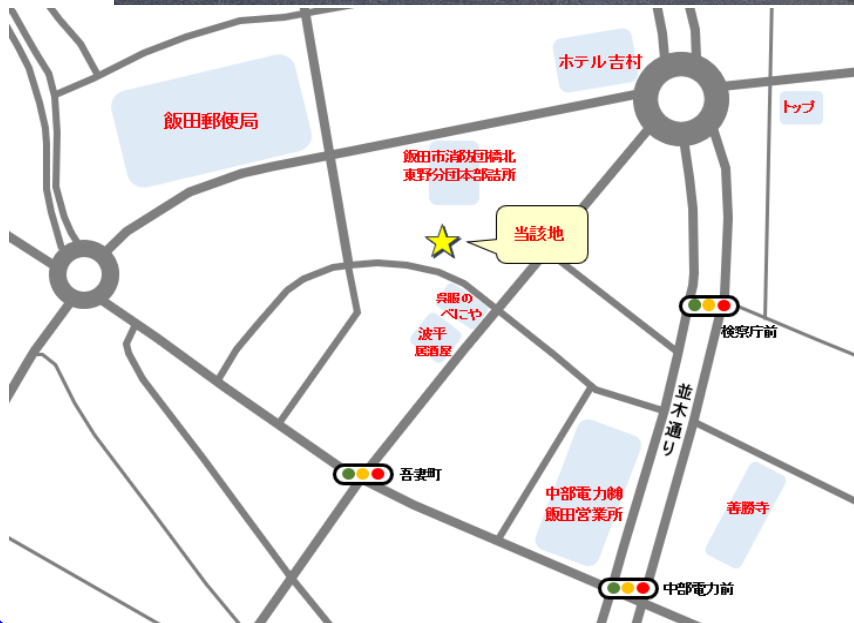 ホテル吉村
トップ
飯田郵便局
飯田市消防団橋北
東野分団本部詰所
当該地
呉服の
べにや
波平
居酒屋
検察庁前
並木通り
吾妻町
中部電力㈱
飯田営業所
善勝寺
中部電力前